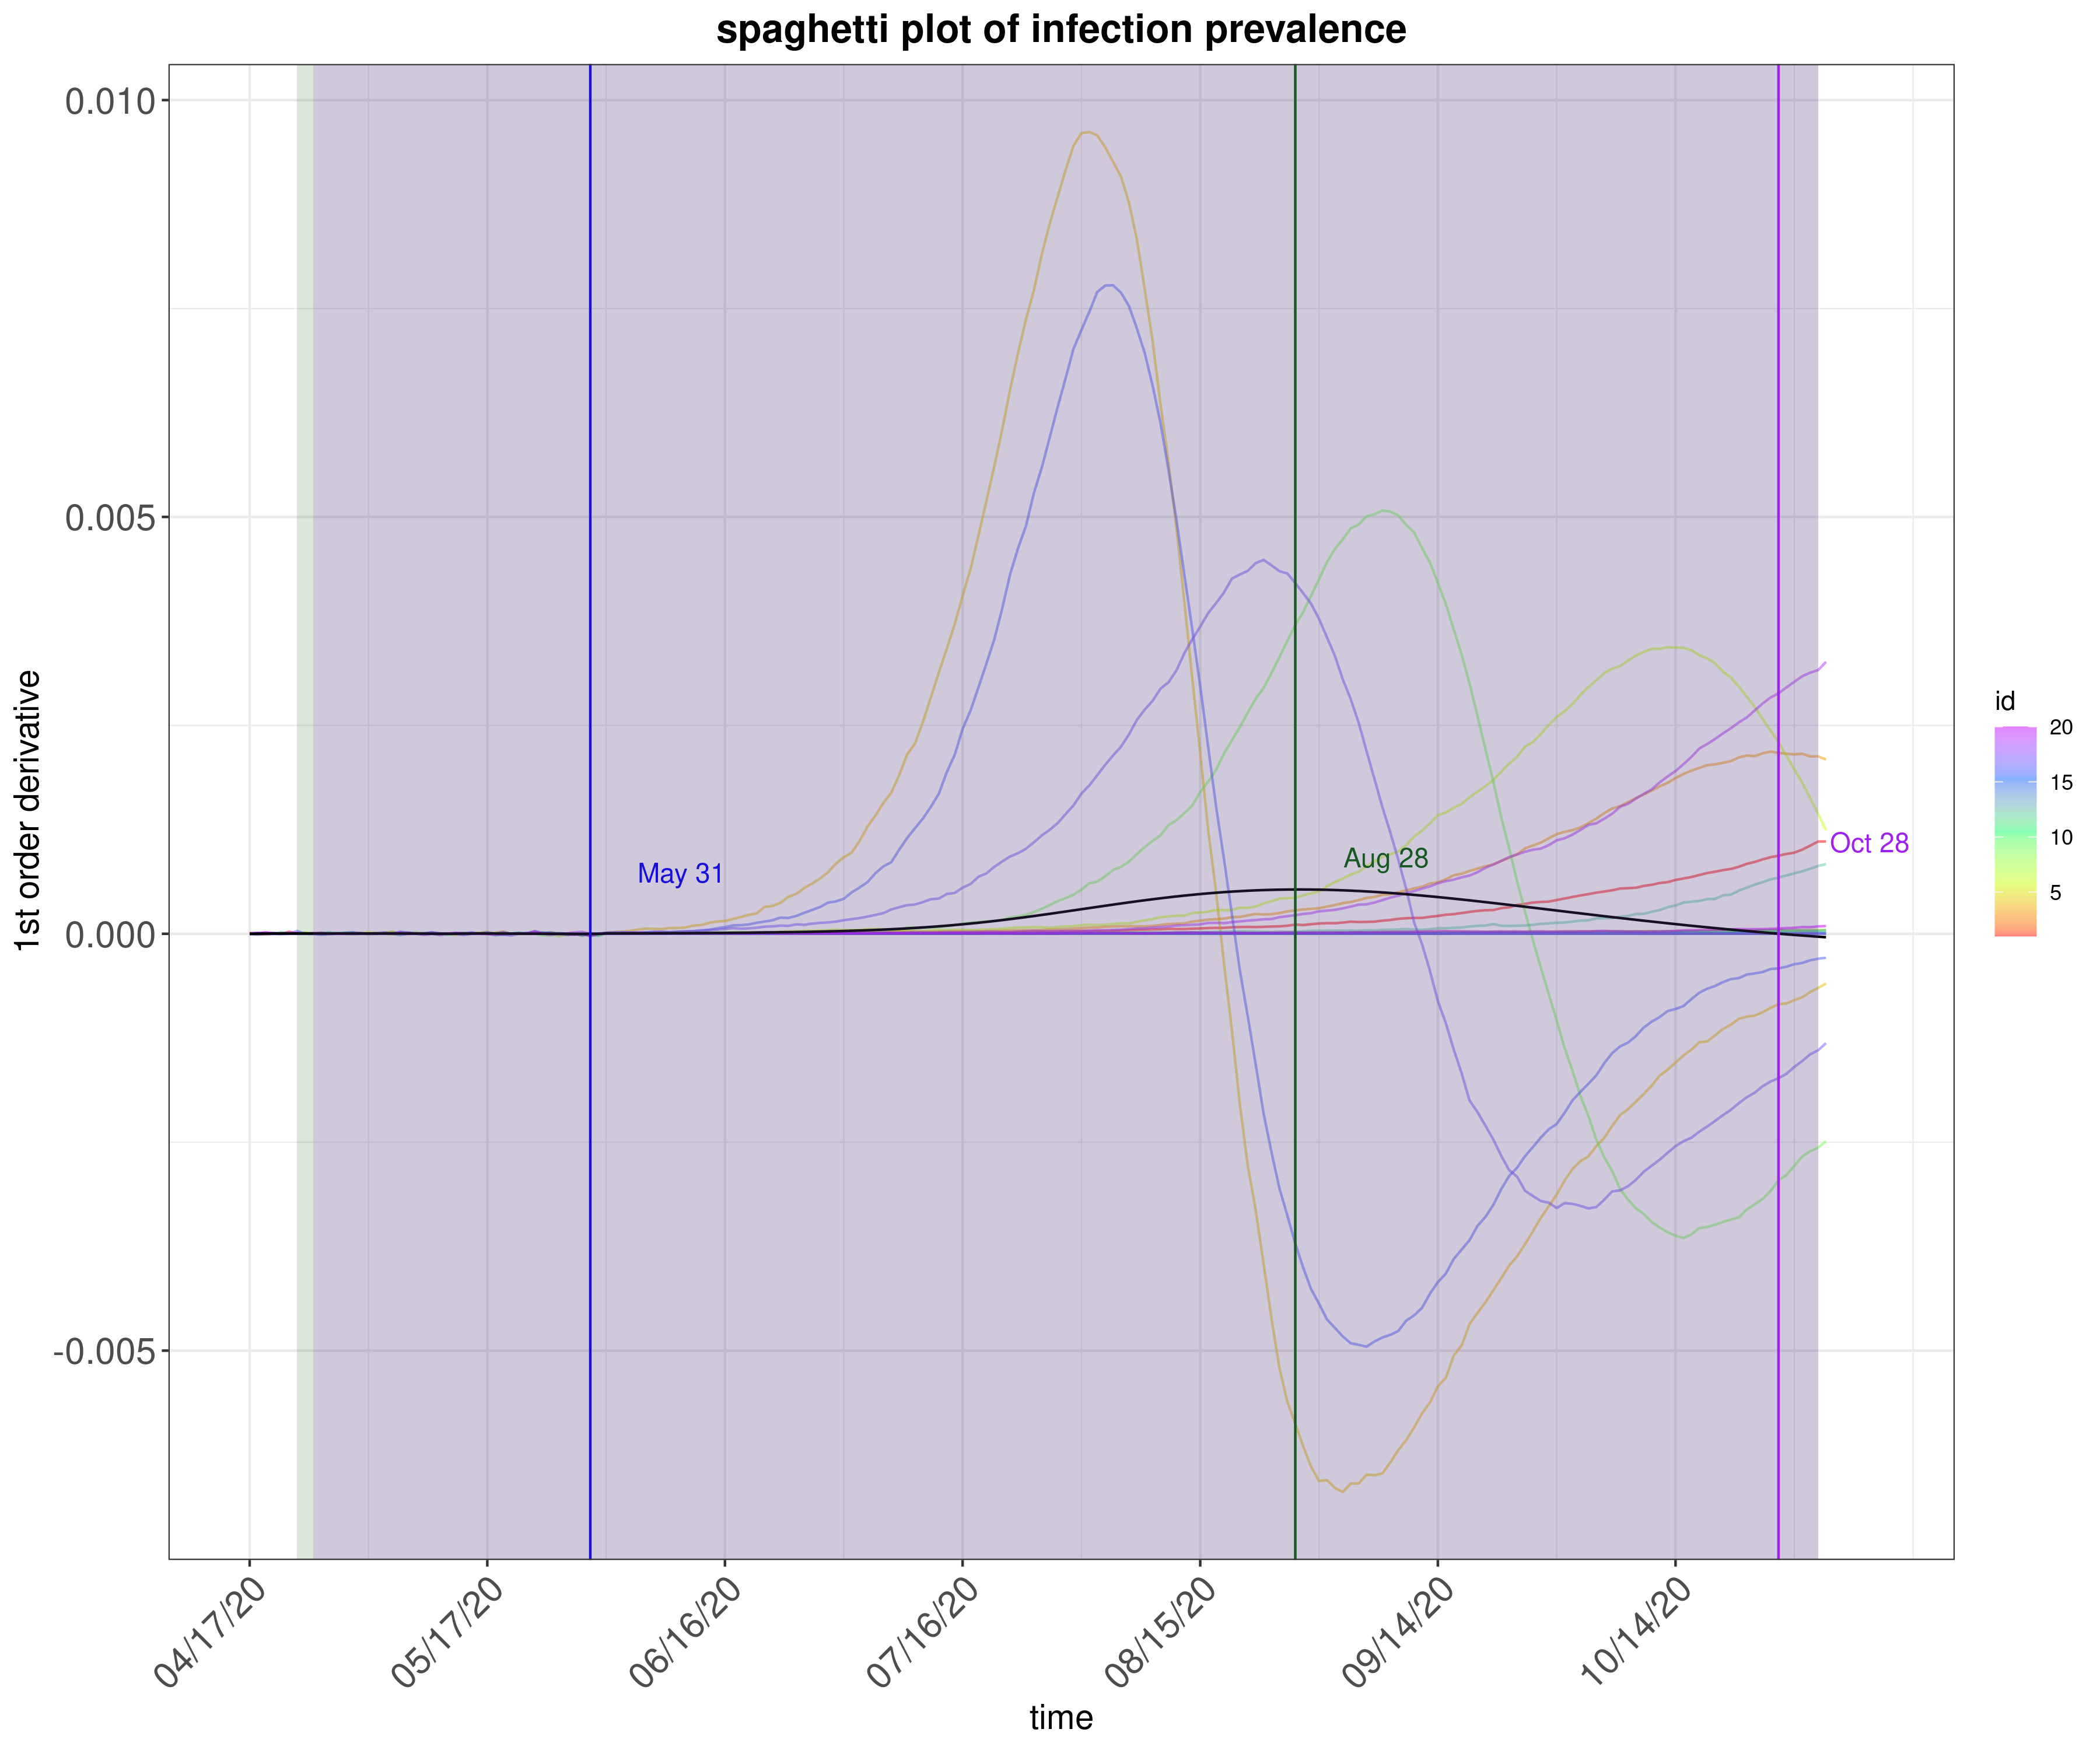 spaghetti plot of infection prevalence
1st order derivative
0.010
0.005
0.000
-0.005
May 31
Aug 28
Oct 28
id
20
15
10
5
04/17/20
05/17/20
06/16/20
07/16/20
08/15/20
09/14/20
10/14/20
time